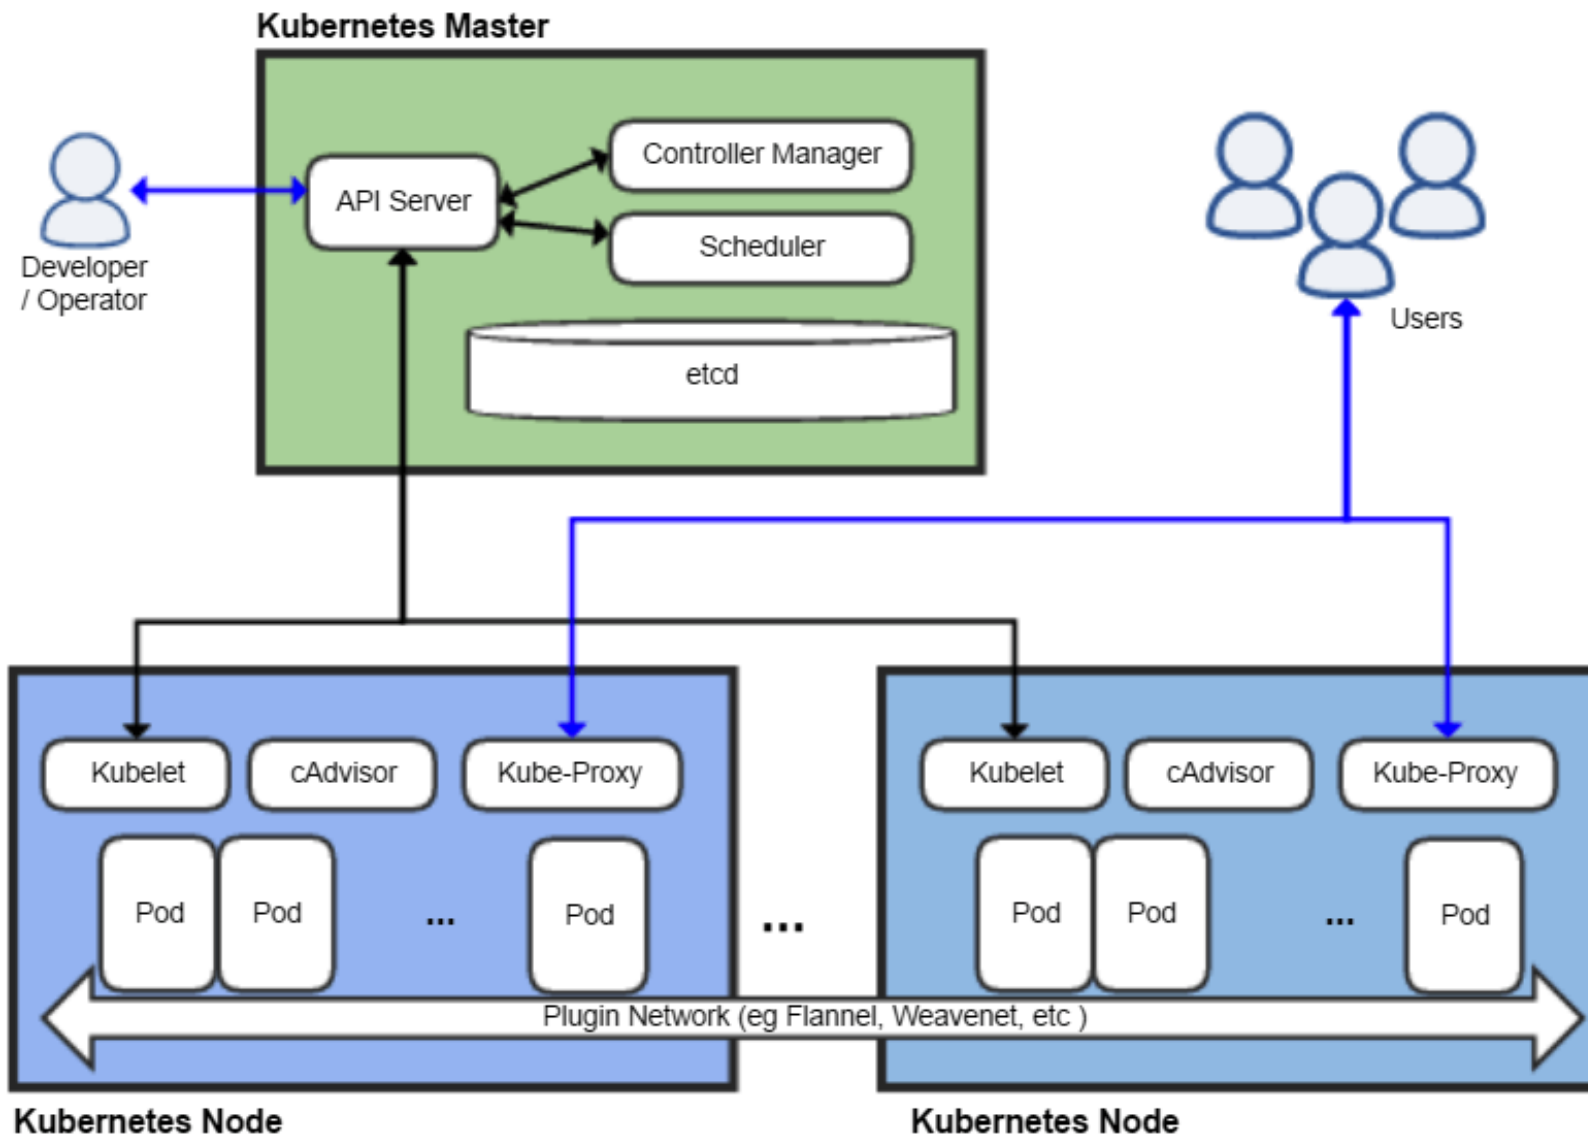 Kubernetes Master
Controller Manager
API Server
Scheduler
Developer
/ Operator
Users
etcd
Kubelet
cAdvisor
Kube-Proxy
Kubelet
cAdvisor
Kube-Proxy
Pod
Pod
...
Pod
...
Pod
Pod
...
Pod
Plugin Network (eg Flannel, Weavenet, etc )
Kubernetes Node
Kubernetes Node